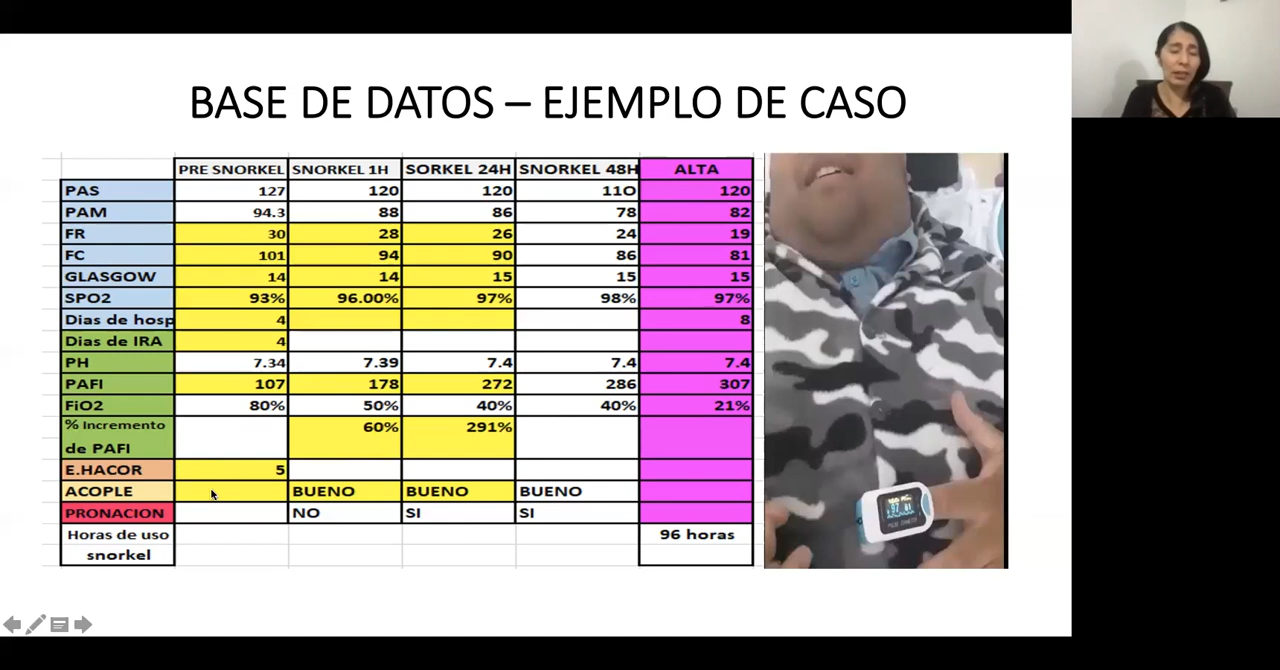 BASE DE DATOS – EJEMPLO DE CASO
PRE SNORKEL SNORKEL 1H SORKEL 24H SNORKEL 48H ALTA
PAS 127 120 120 11O 120
PAM 94.3 88 86 78 82
FR 30 28 26 24 19
FC 101 94 90 86 81
GLASGOW 14 14 15 15 15
SPO2 93% 96.00% 97% 98% 97%
Dias de hosp 4 8
Dias de IRA 4
PH 7.34 7.39 7.4 7.4 7.4
PAFI 107 178 272 286 307
FiO2 80% 50% 40% 40% 21%
% Incremento
de PAFI 60% 291%
E.HACOR 5
ACOPLE BUENO BUENO BUENO
PRONACION NO SI SI
Horas de uso
snorkel 96 horas
97 81